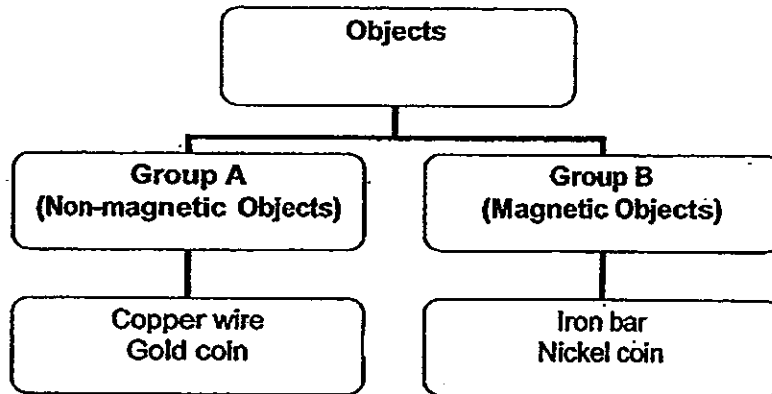 Objects
Group A
(Non-magnetic Objects)
Group B
(Magnetic Objects)
Copper wire
Gold coin
Iron bar
Nickel coin